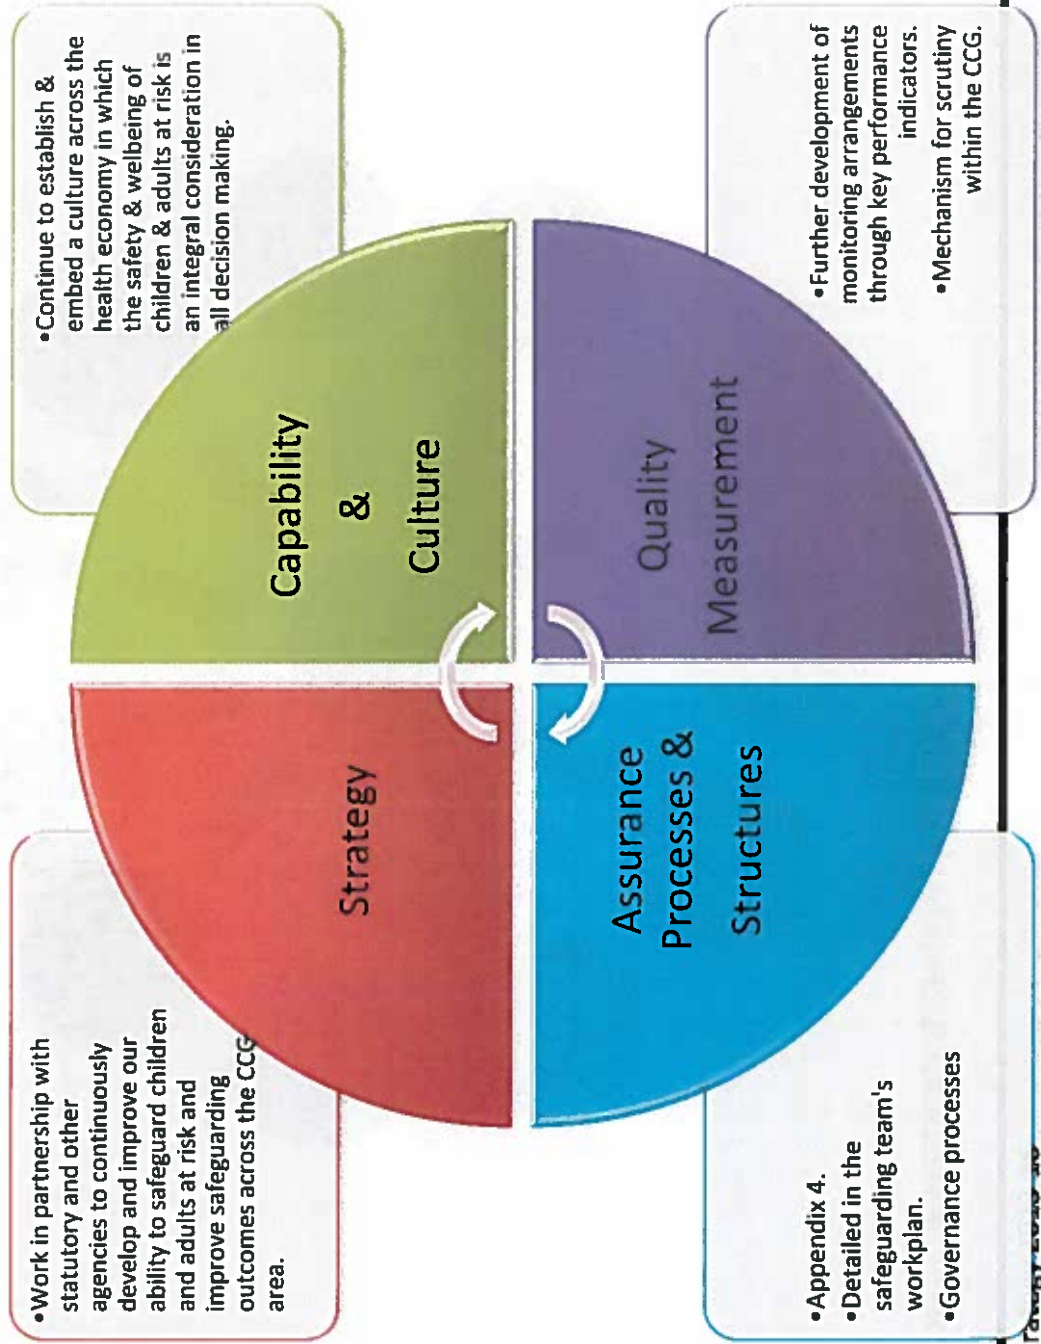 •Work in partnership with
statutory and other
agencies to continuously
develop and improve our
ability to safeguard children
and adults at risk and
improve safeguarding
outcomes across the CCG
area.
Strategy
•Continue to establish &
embed a culture across the
health economy in which
the safety & welbeing of
children & adults at risk is
an integral consideration in
all decision making.
Capability
&
Culture
Assurance
Processes &
Structures
•Appendix 4.
•Detailed in the
safeguarding team's
workplan.
•Governance processes
Quality
Measurement
•Further development of
monitoring arrangements
through key performance
indicators.
•Mechanism for scrutiny
within the CCG.